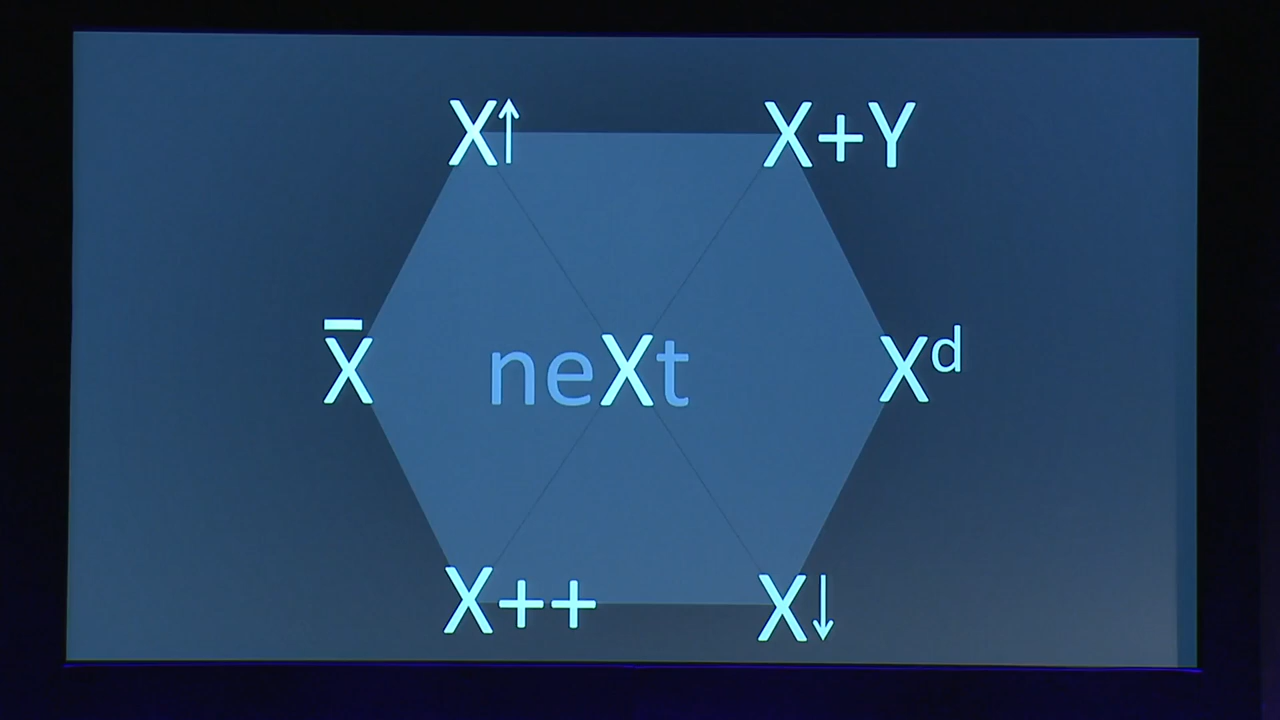 X↑ X+Y
X̄ neXt Xᵈ
X++ X↓